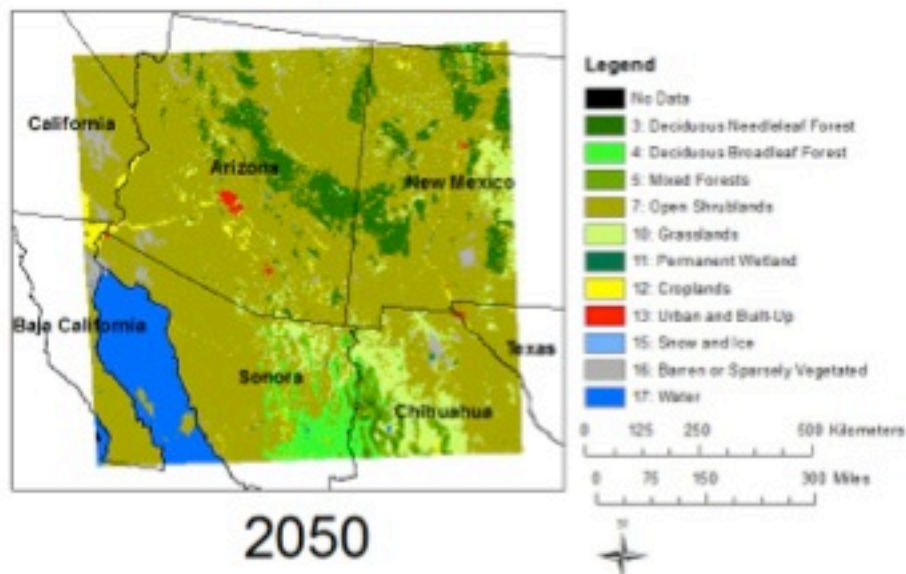 California
Arizona
New Mexico
Baja California
Sonora
Chihuahua
Texas
2050
Legend
No Data
3: Deciduous Needleleaf Forest
4: Deciduous Broadleaf Forest
5: Mixed Forests
7: Open Shrublands
10: Grasslands
11: Permanent Wetland
12: Croplands
13: Urban and Built-Up
15: Snow and Ice
16: Barren or Sparsely Vegetated
17: Water
0 125 250 500 Kilometers
0 75 150 300 Miles